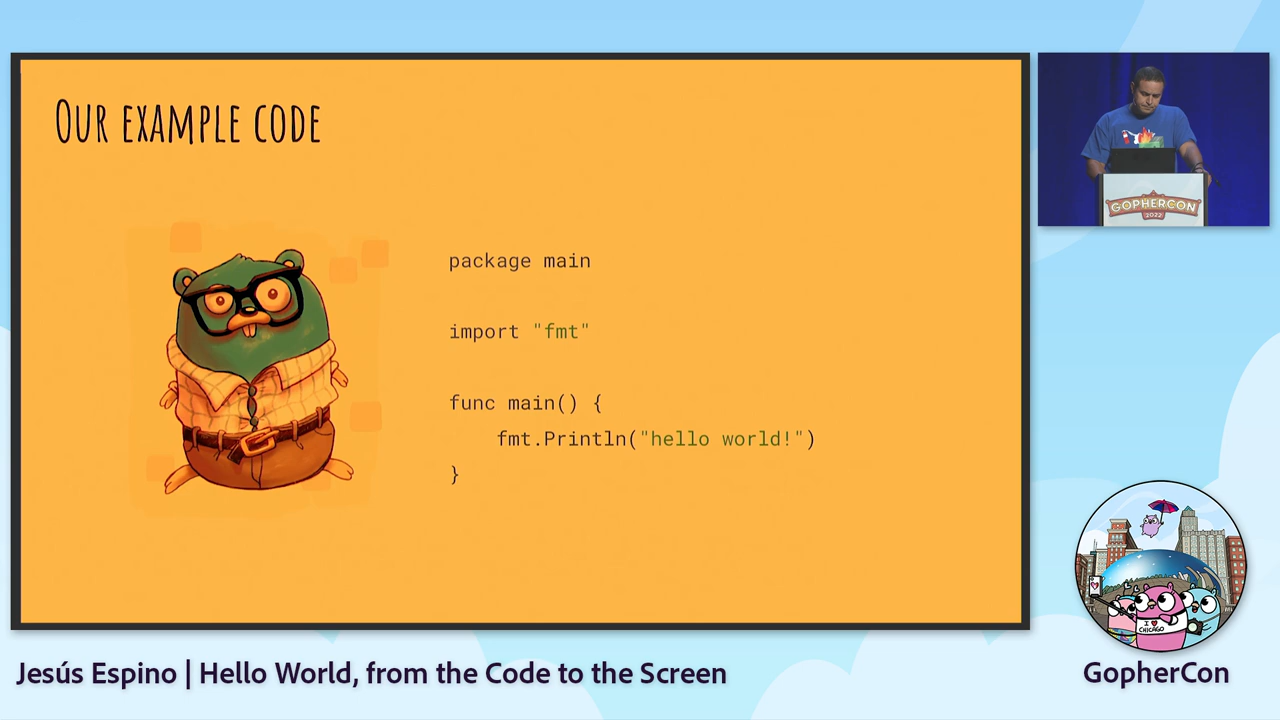 Our example code
package main
import "fmt"
func main() {
fmt.Println("hello world!")
}
GOPHERCON
2022
I ♥
CHICAGO
Jesús Espino | Hello World, from the Code to the Screen
GopherCon